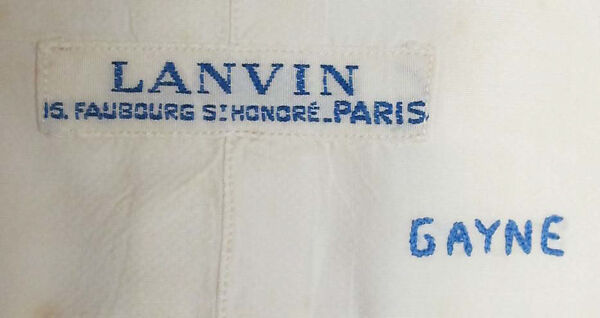 LANVIN
15. FAUBOURG ST HONORÉ_PARIS.
GAYNE